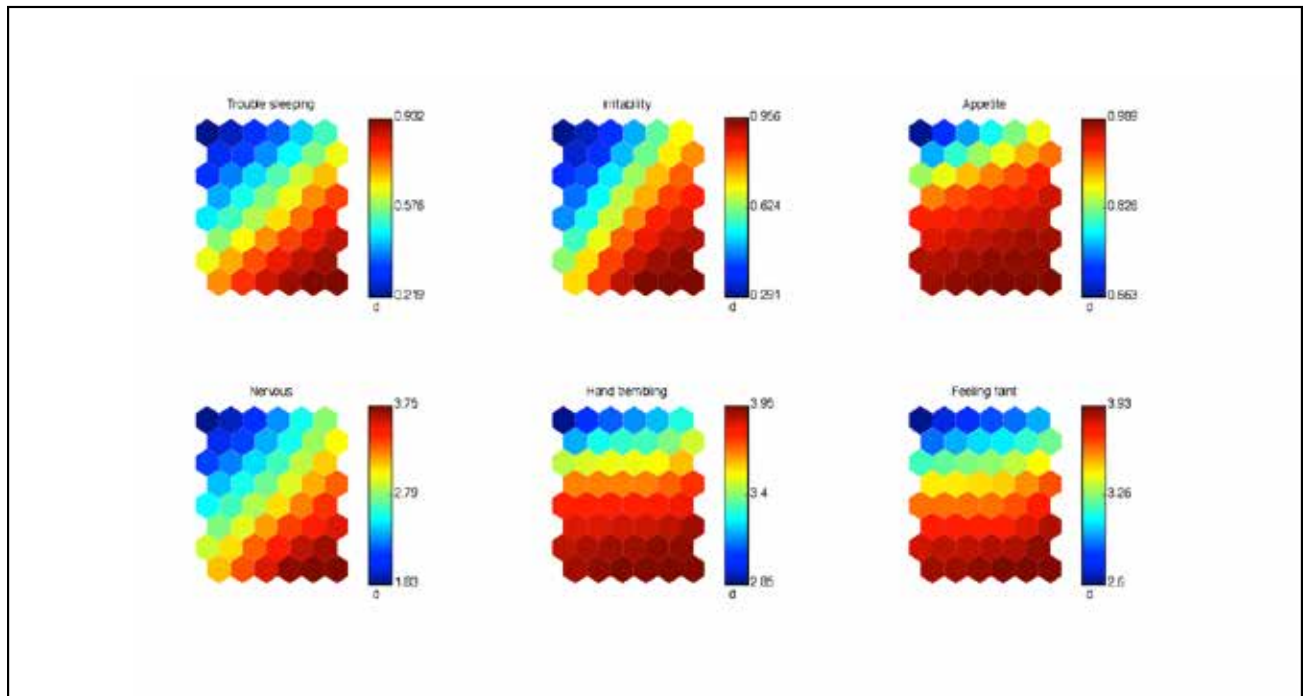 Trouble sleeping
0.932
0.576
0.219
d
Irritability
0.956
0.624
0.291
d
Appetite
0.989
0.826
0.663
d
Nervous
3.75
2.79
1.83
d
Hand trembling
3.95
3.4
2.85
d
Feeling faint
3.93
3.26
2.6
d